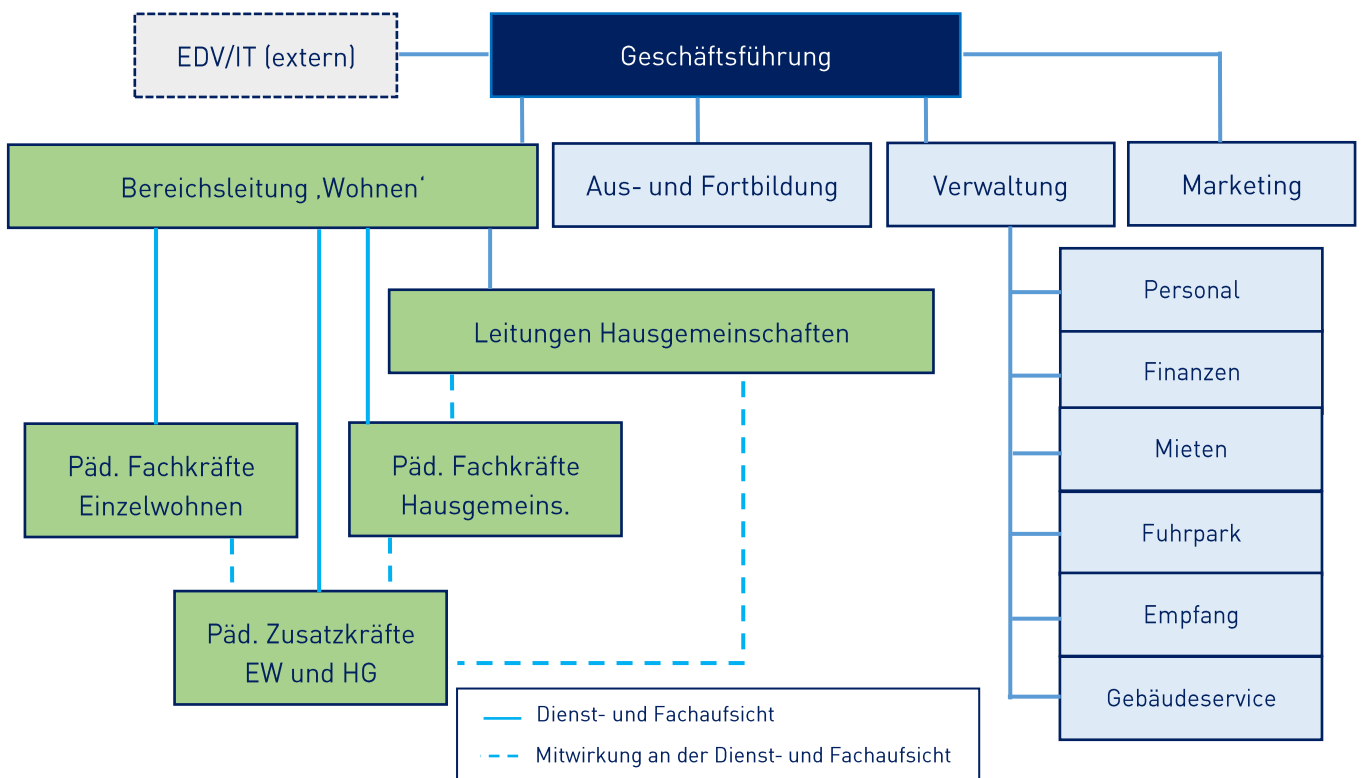 EDV/IT (extern)
Geschäftsführung
Bereichsleitung ‚Wohnen‘
Aus- und Fortbildung
Verwaltung
Marketing
Leitungen Hausgemeinschaften
Personal
Finanzen
Mieten
Fuhrpark
Empfang
Gebäudeservice
Päd. Fachkräfte
Einzelwohnen
Päd. Fachkräfte
Hausgemeins.
Päd. Zusatzkräfte
EW und HG
Dienst- und Fachaufsicht
Mitwirkung an der Dienst- und Fachaufsicht